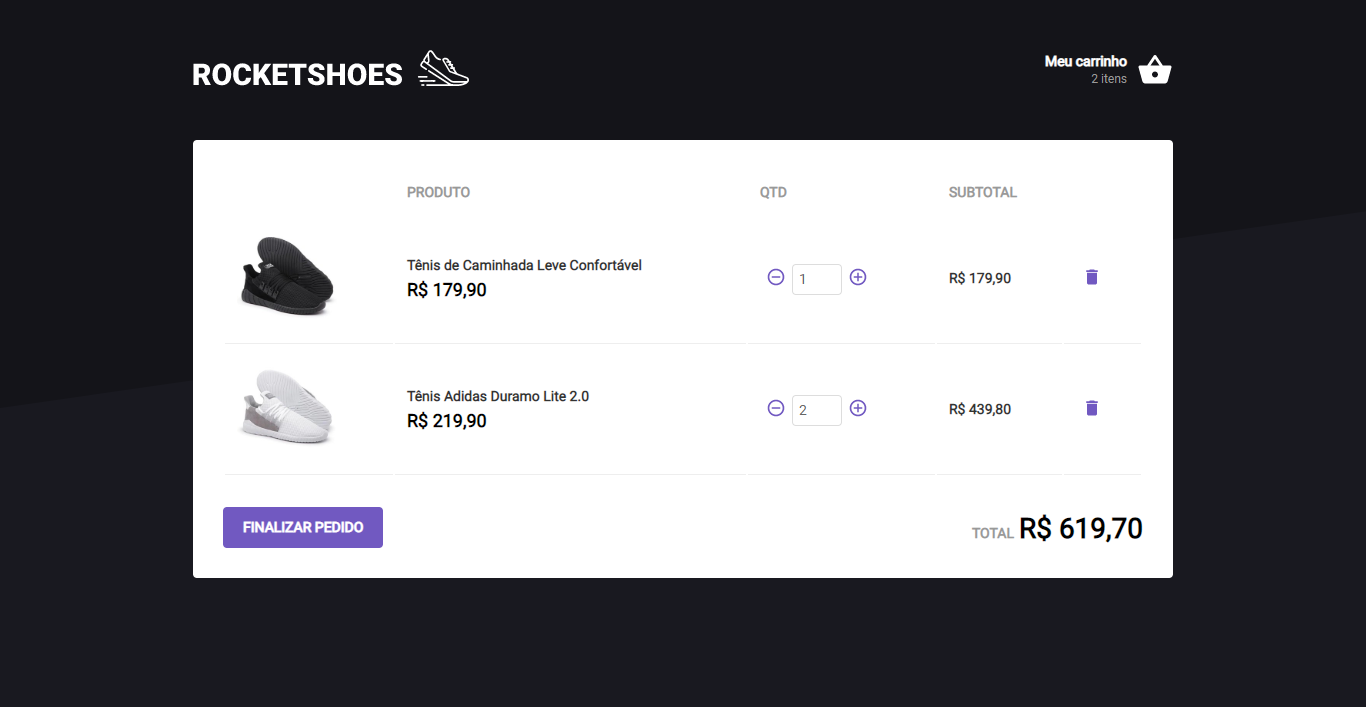 ROCKETSHOES
Meu carrinho
2 itens
PRODUTO QTD SUBTOTAL
Tênis de Caminhada Leve Confortável
R$ 179,90
1
R$ 179,90
Tênis Adidas Duramo Lite 2.0
R$ 219,90
2
R$ 439,80
FINALIZAR PEDIDO
TOTAL R$ 619,70